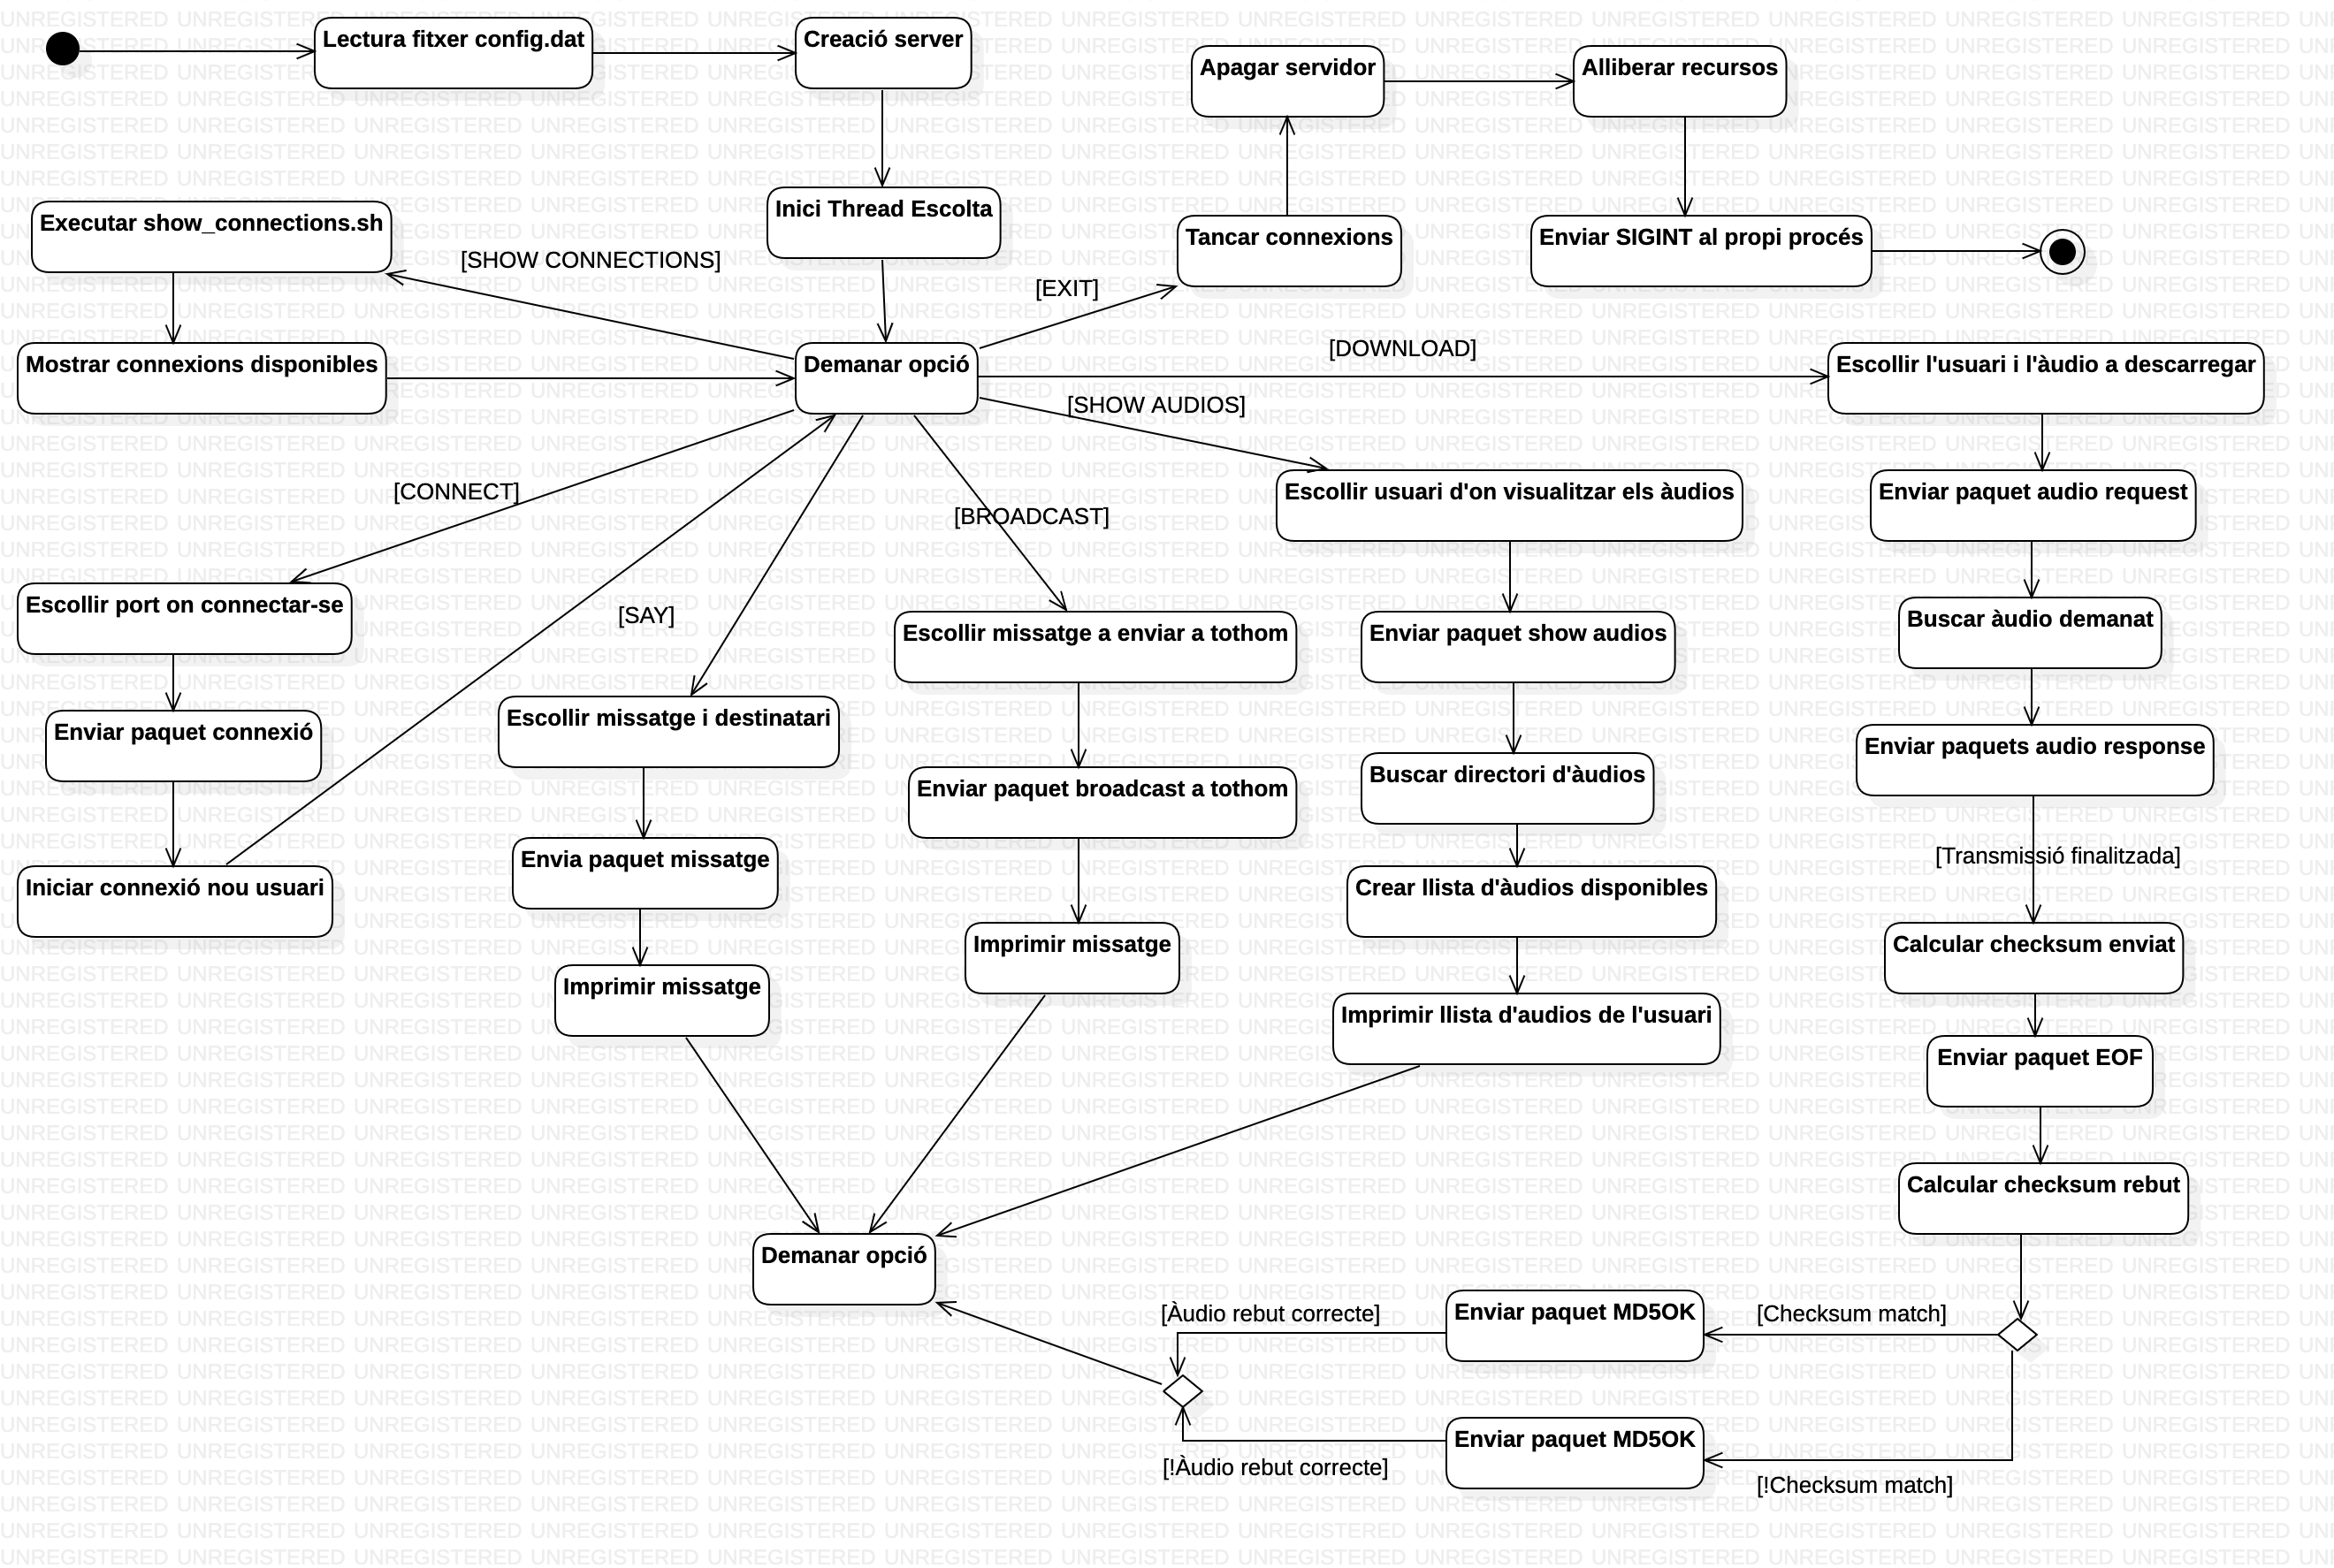 Lectura fitxer config.dat
Creació server
Apagar servidor
Alliberar recursos
Executar show_connections.sh
Inici Thread Escolta
Tancar connexions
Enviar SIGINT al propi procés
[SHOW CONNECTIONS]
[EXIT]
Mostrar connexions disponibles
Demanar opció
[DOWNLOAD]
Escollir l'usuari i l'àudio a descarregar
[SHOW AUDIOS]
[CONNECT]
[BROADCAST]
Escollir usuari d'on visualitzar els àudios
Enviar paquet audio request
Escollir port on connectar-se
[SAY]
Escollir missatge a enviar a tothom
Enviar paquet show audios
Buscar àudio demanat
Enviar paquet connexió
Escollir missatge i destinatari
Enviar paquet broadcast a tothom
Buscar directori d'àudios
Enviar paquets audio response
Iniciar connexió nou usuari
Envia paquet missatge
Crear llista d'àudios disponibles
[Transmissió finalitzada]
Imprimir missatge
Imprimir missatge
Imprimir llista d'audios de l'usuari
Calcular checksum enviat
Enviar paquet EOF
Calcular checksum rebut
Demanar opció
[Àudio rebut correcte]
Enviar paquet MD5OK
[Checksum match]
[!Àudio rebut correcte]
Enviar paquet MD5OK
[!Checksum match]
UNREGISTERED